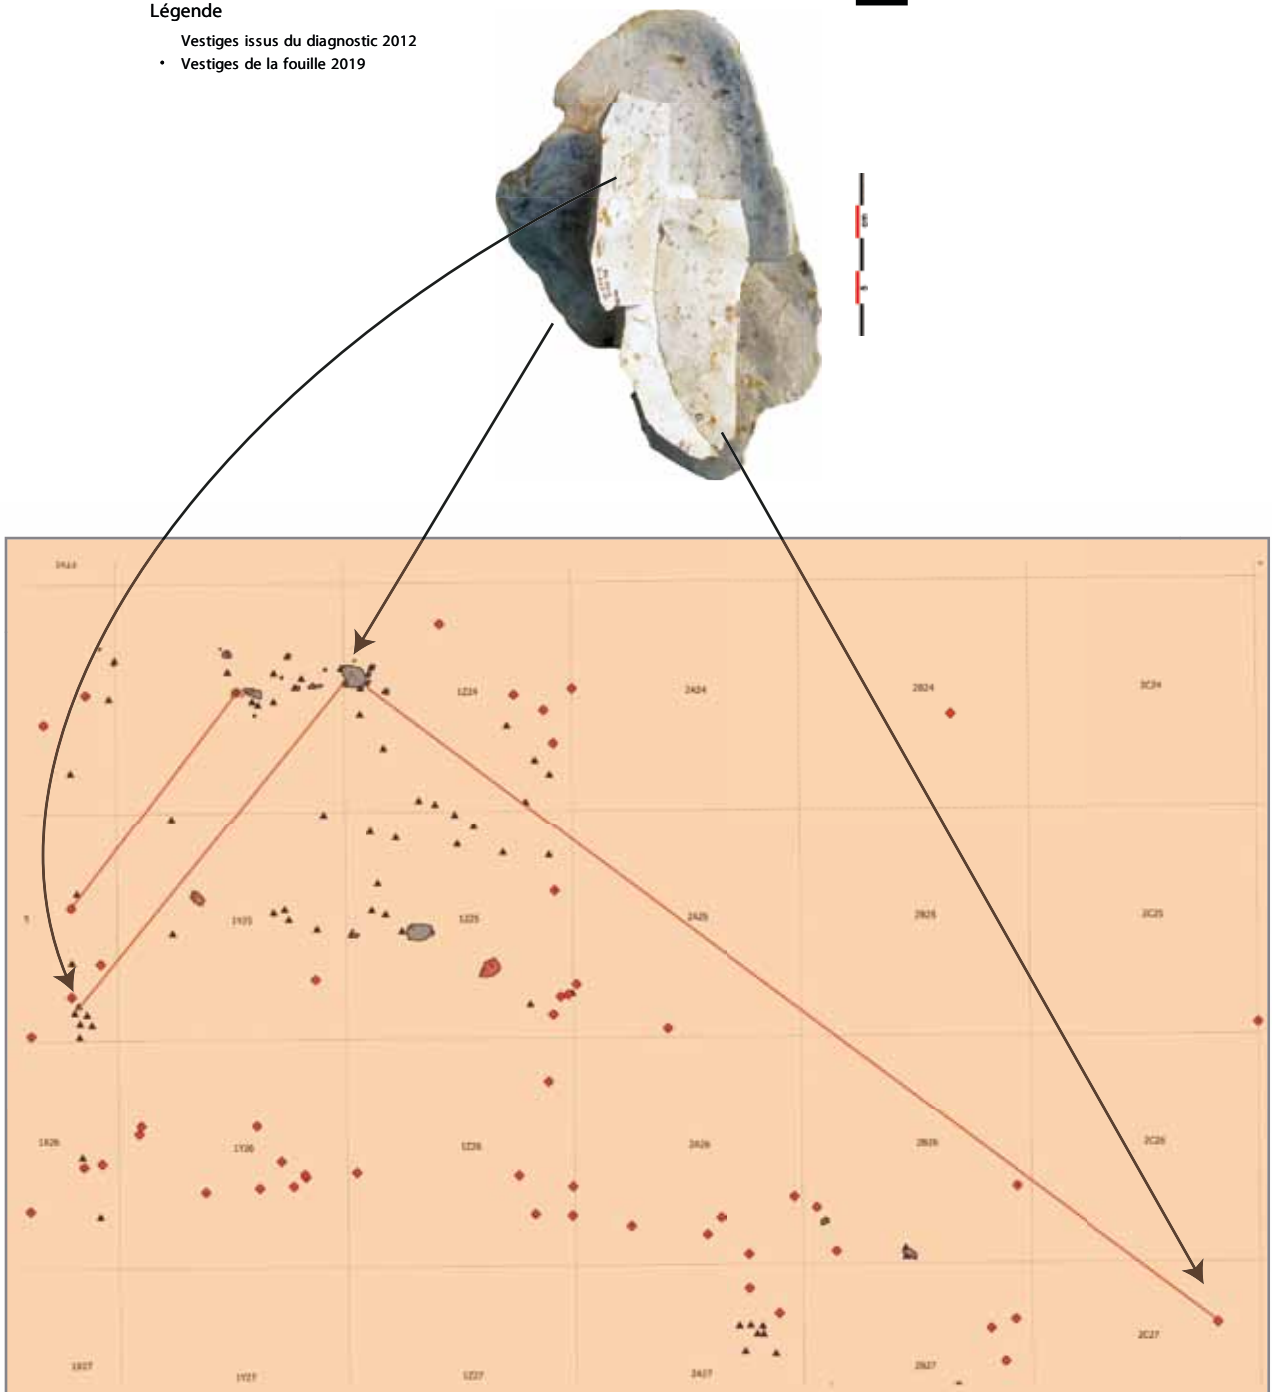 Légende
Vestiges issus du diagnostic 2012
• Vestiges de la fouille 2019
1Z24
2A24
2B24
2C24
1Y25
1Z25
2A25
2B25
2C25
1X26
1Y26
1Z26
2A26
2B26
2C26
1X27
1Y27
1Z27
2A27
2B27
2C27